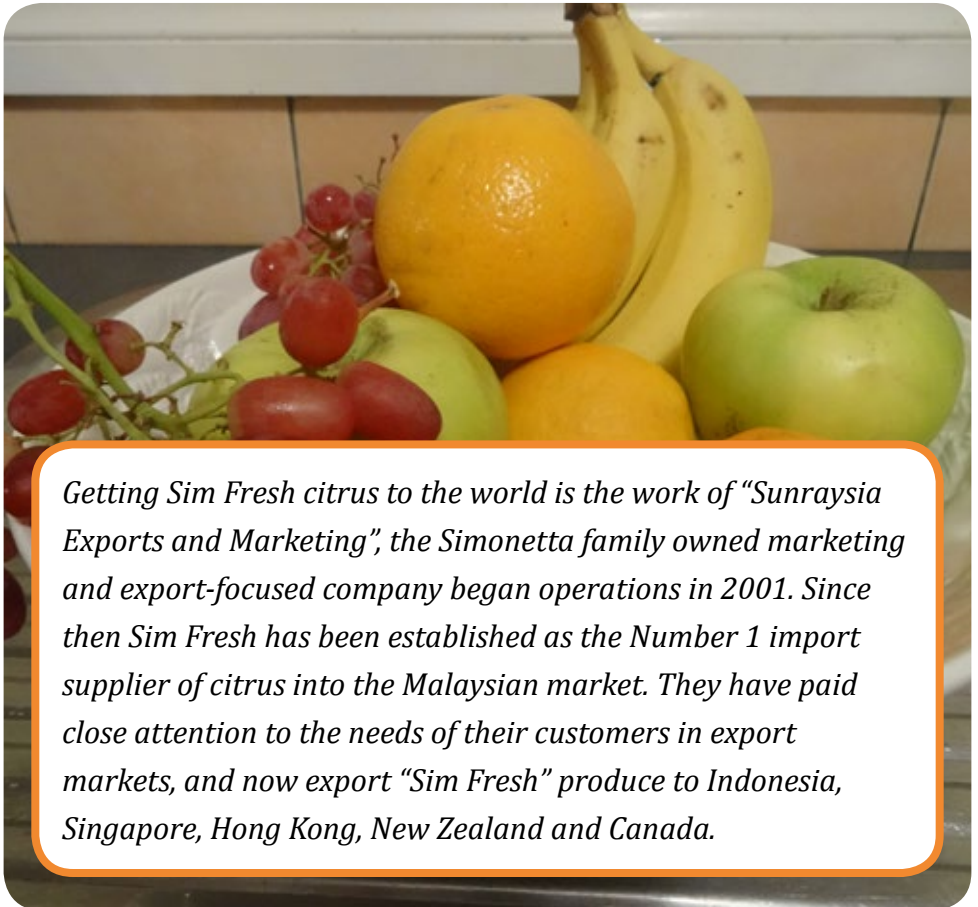 Getting Sim Fresh citrus to the world is the work of “Sunraysia
Exports and Marketing”, the Simonetta family owned marketing
and export-focused company began operations in 2001. Since
then Sim Fresh has been established as the Number 1 import
supplier of citrus into the Malaysian market. They have paid
close attention to the needs of their customers in export
markets, and now export “Sim Fresh” produce to Indonesia,
Singapore, Hong Kong, New Zealand and Canada.